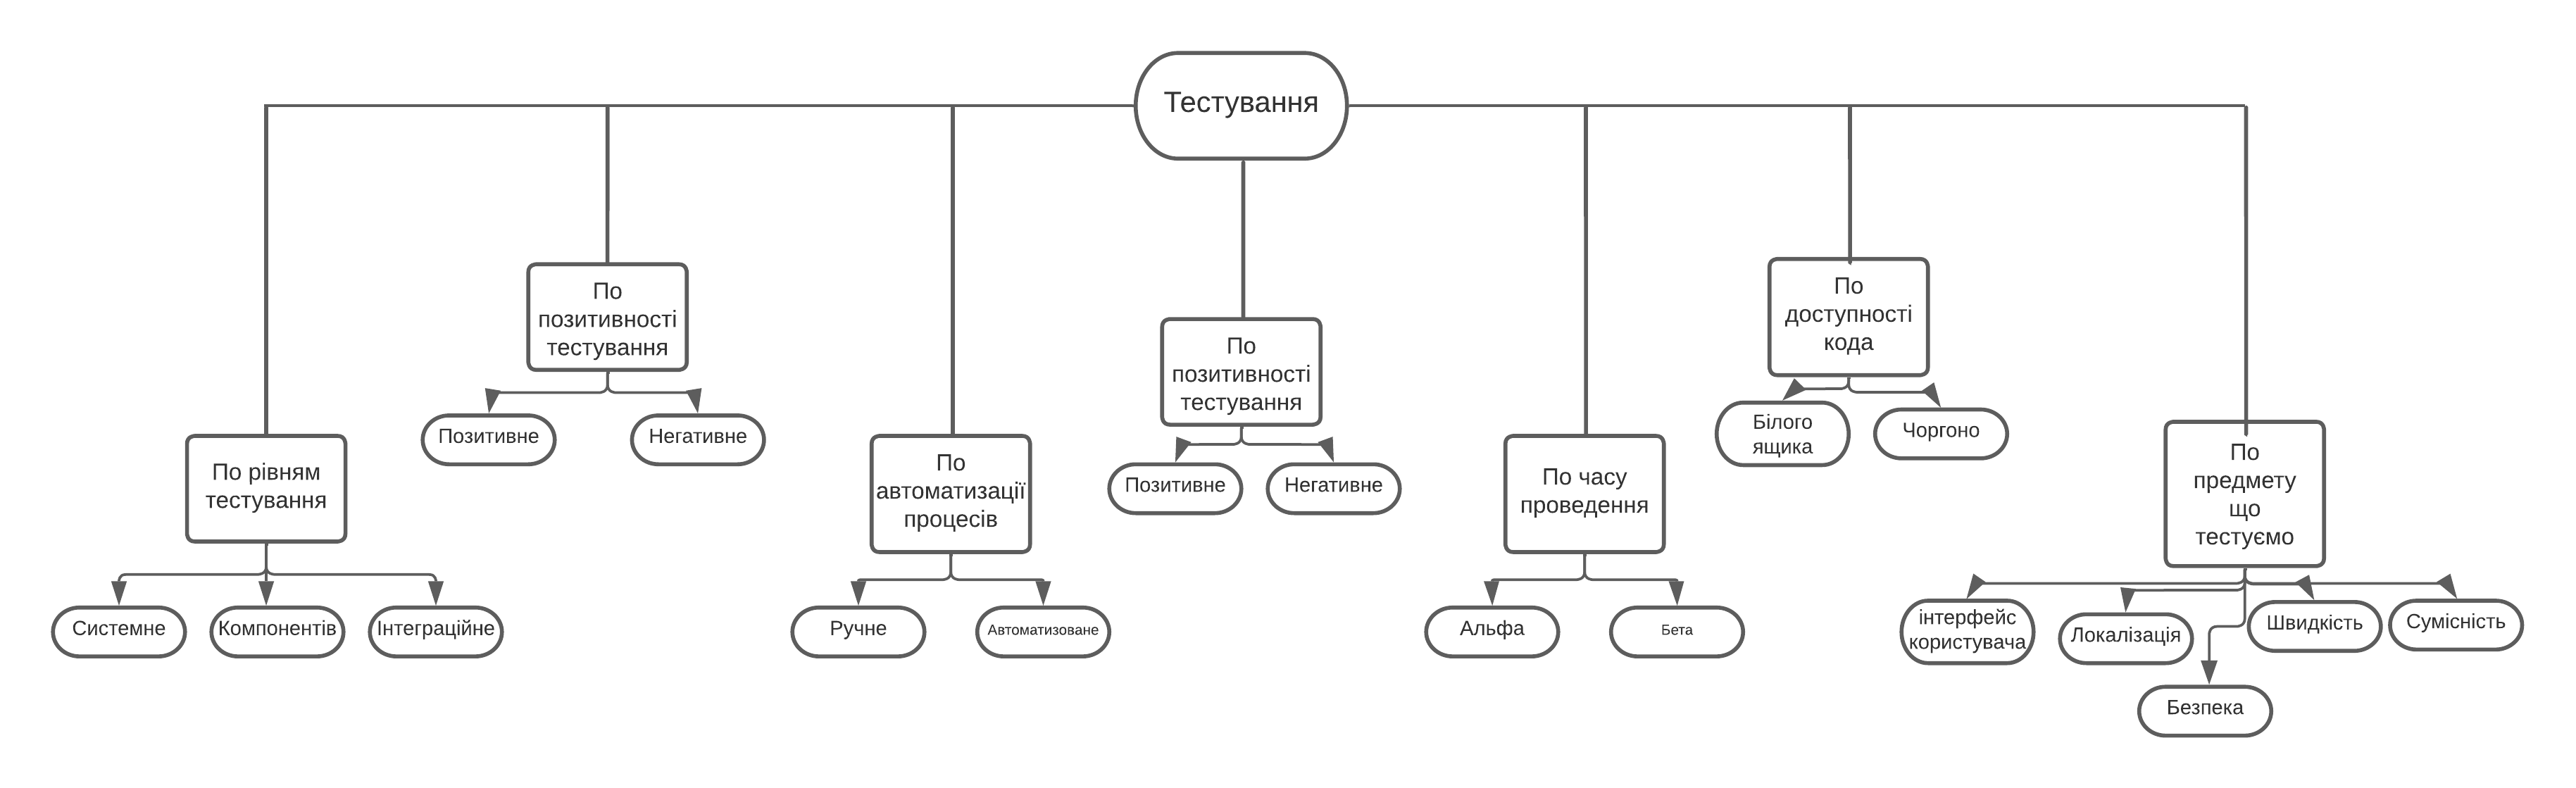 Тестування
По
позитивності
тестування
Позитивне
Негативне
По рівням
тестування
Системне
Компонентів
Інтеграційне
По
автоматизації
процесів
Ручне
Автоматизоване
По
позитивності
тестування
Позитивне
Негативне
По часу
проведення
Альфа
Бета
По
доступності
кода
Білого
ящика
Чоргоно
По
предмету
що
тестуємо
інтерфейс
користувача
Локалізація
Швидкість
Сумісність
Безпека